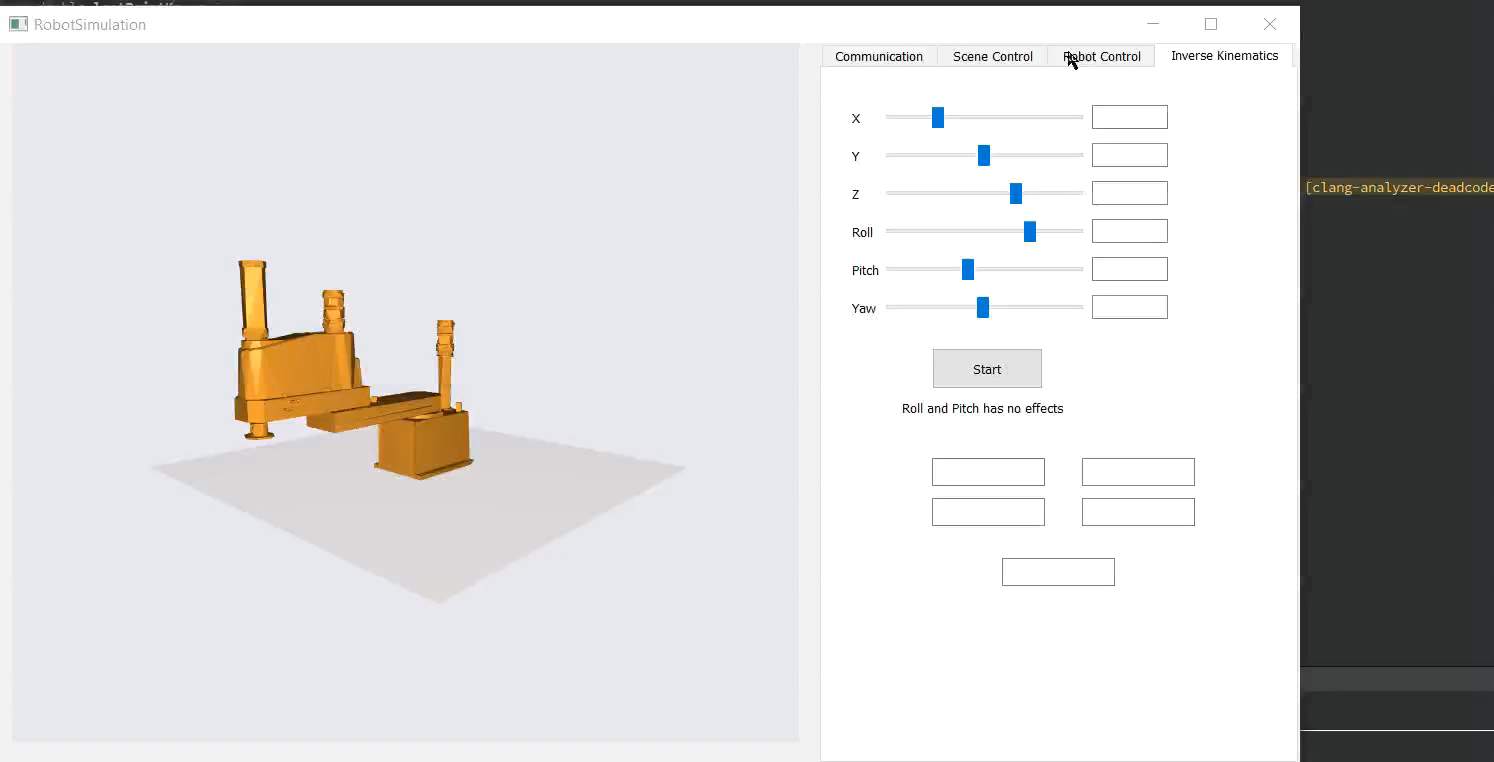 RobotSimulation
Communication Scene Control Robot Control Inverse Kinematics
X
Y
[clang-analyzer-deadcode
Z
Roll
Pitch
Yaw
Start
Roll and Pitch has no effects